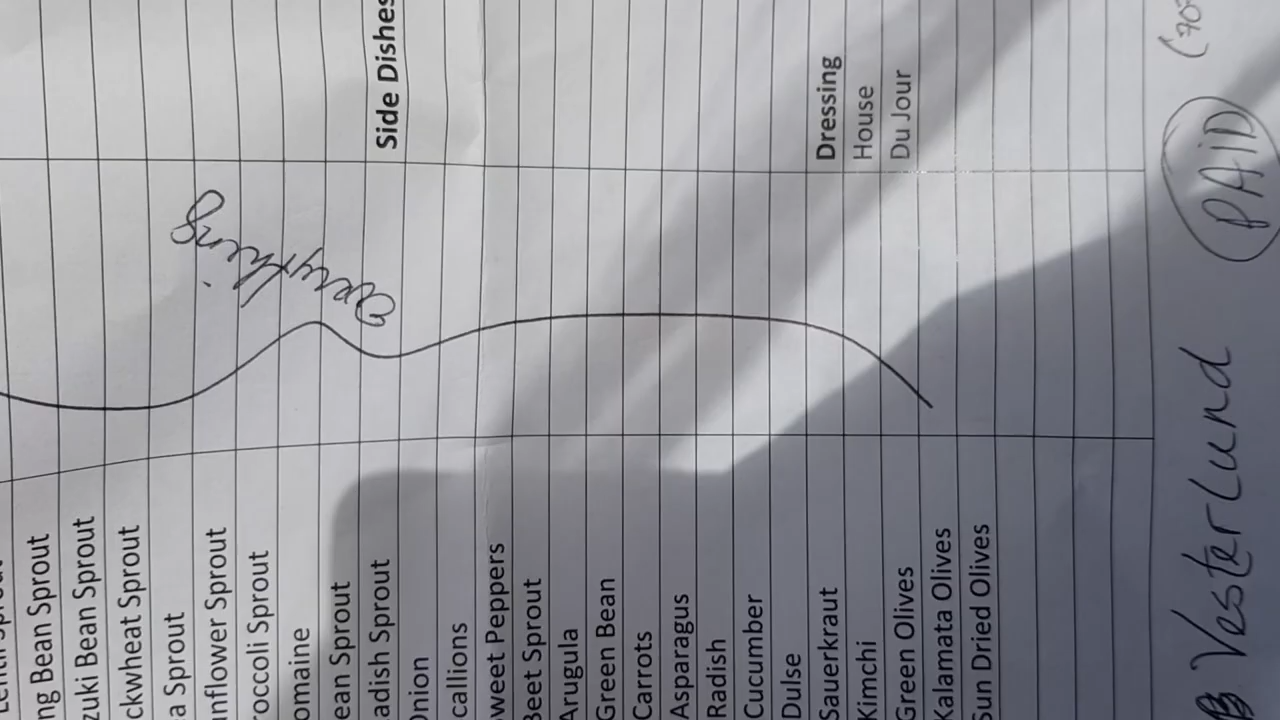 ng Bean Sprout
zuki Bean Sprout
ckwheat Sprout
a Sprout
unflower Sprout
roccoli Sprout
omaine
ean Sprout
adish Sprout
Onion
callions
weet Peppers
Beet Sprout
Arugula
Green Bean
Carrots
Asparagus
Radish
Cucumber
Dulse
Sauerkraut
Kimchi
Green Olives
Kalamata Olives
Sun Dried Olives
everything
Side Dishes
Dressing
House
Du Jour
Vesterlund PAID